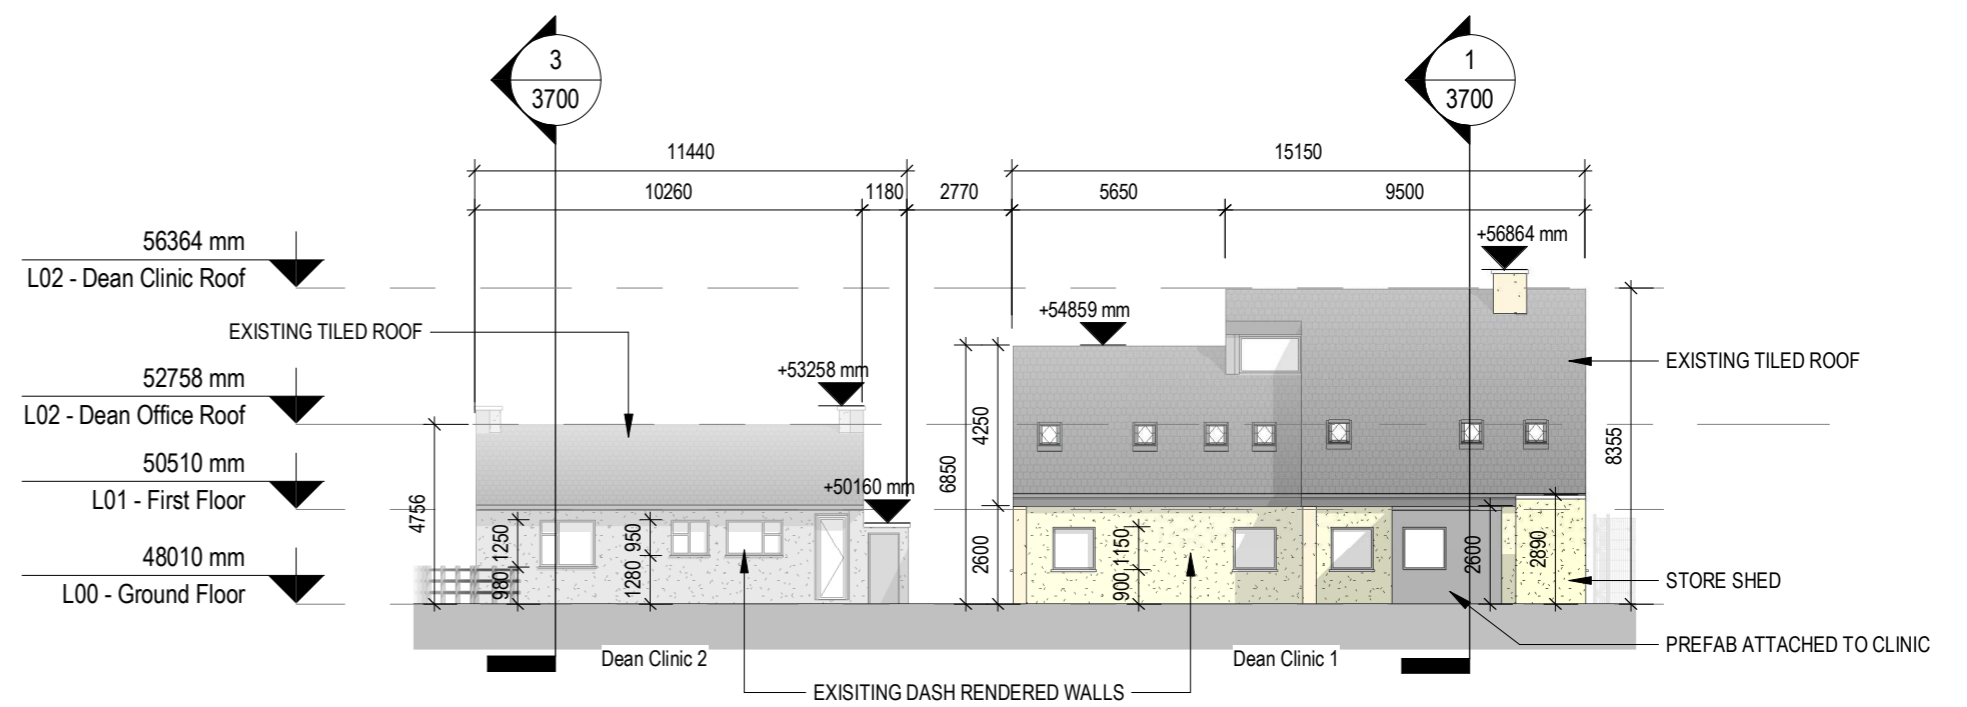 3
3700
1
3700
11440
15150
10260
1180
2770
5650
9500
56364 mm
L02 - Dean Clinic Roof
+56864 mm
+54859 mm
EXISTING TILED ROOF
EXISTING TILED ROOF
52758 mm
L02 - Dean Office Roof
+53258 mm
50510 mm
L01 - First Floor
+50160 mm
48010 mm
L00 - Ground Floor
4756
1250
980
950
1280
6850
4250
2600
1150
900
2600
2890
8355
STORE SHED
PREFAB ATTACHED TO CLINIC
Dean Clinic 2
Dean Clinic 1
EXISITING DASH RENDERED WALLS